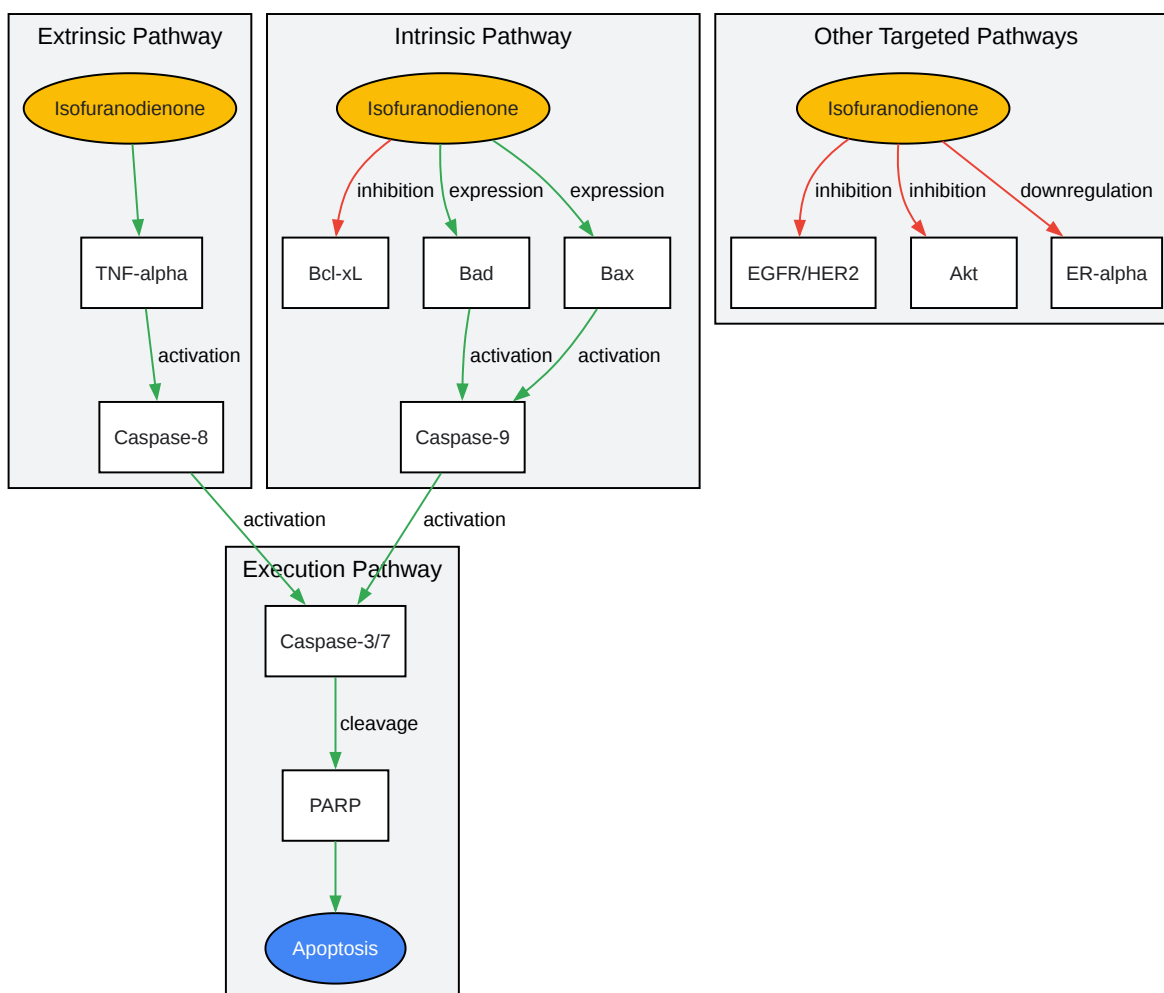 Extrinsic Pathway
Isofuranodienone
TNF-alpha
activation
Caspase-8
activation
Intrinsic Pathway
Isofuranodienone
inhibition
expression
expression
Bcl-xL
Bad
Bax
activation
activation
Caspase-9
activation
Other Targeted Pathways
Isofuranodienone
inhibition
inhibition
downregulation
EGFR/HER2
Akt
ER-alpha
Execution Pathway
Caspase-3/7
cleavage
PARP
Apoptosis